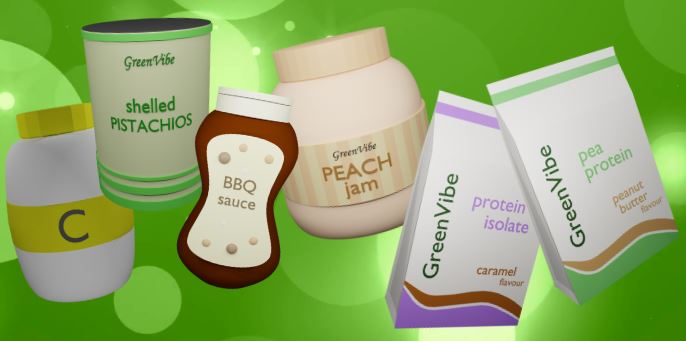 C
GreenVibe
shelled
PISTACHIOS
BBQ
sauce
GreenVibe
PEACH
jam
GreenVibe
protein
isolate
caramel
flavour
GreenVibe
pea
protein
peanut
butter
flavour